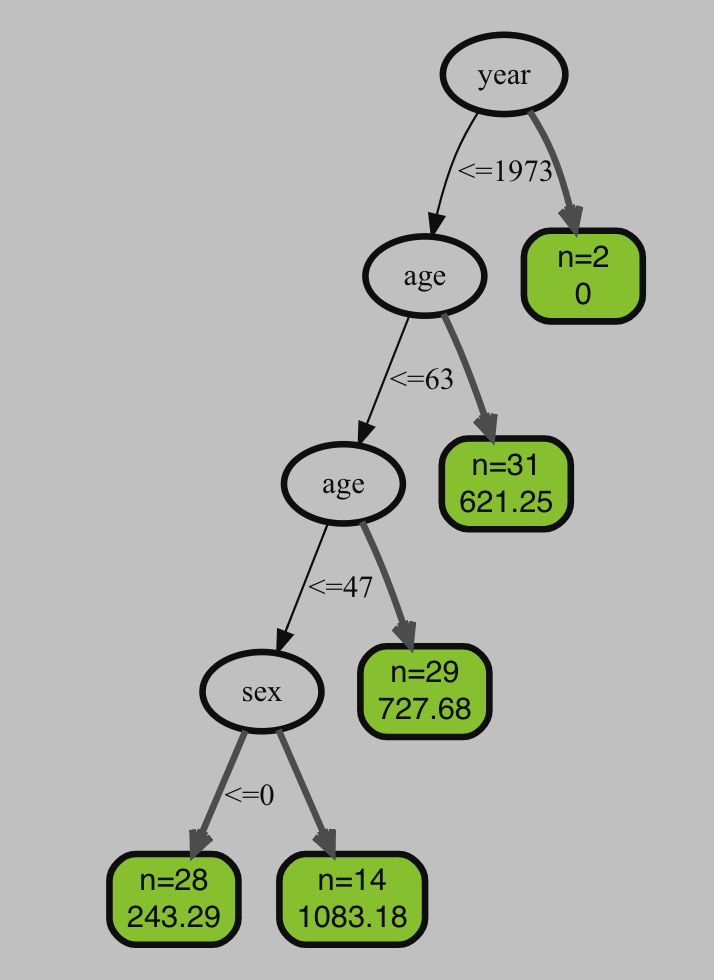 year
<=1973
age
n=2
0
<=63
age
n=31
621.25
<=47
sex
n=29
727.68
<=0
n=28
243.29
n=14
1083.18